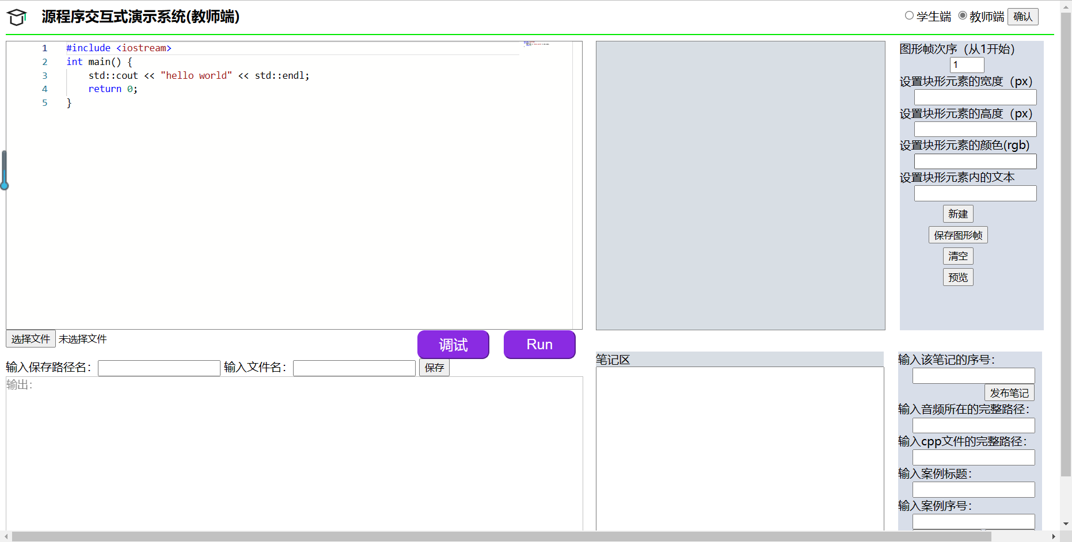 源程序交互式演示系统(教师端)
学生端 教师端 确认
1 #include <iostream>
2 int main() {
3 std::cout << "hello world" << std::endl;
4 return 0;
5 }
图形帧次序（从1开始）
1
设置块形元素的宽度（px）
设置块形元素的高度（px）
设置块形元素的颜色(rgb)
设置块形元素内的文本
新建
保存图形帧
清空
预览
选择文件 未选择文件
调试 Run
输入保存路径名： 输入文件名： 保存
输出：
笔记区
输入该笔记的序号：
发布笔记
输入音频所在的完整路径：
输入cpp文件的完整路径：
输入案例标题：
输入案例序号：